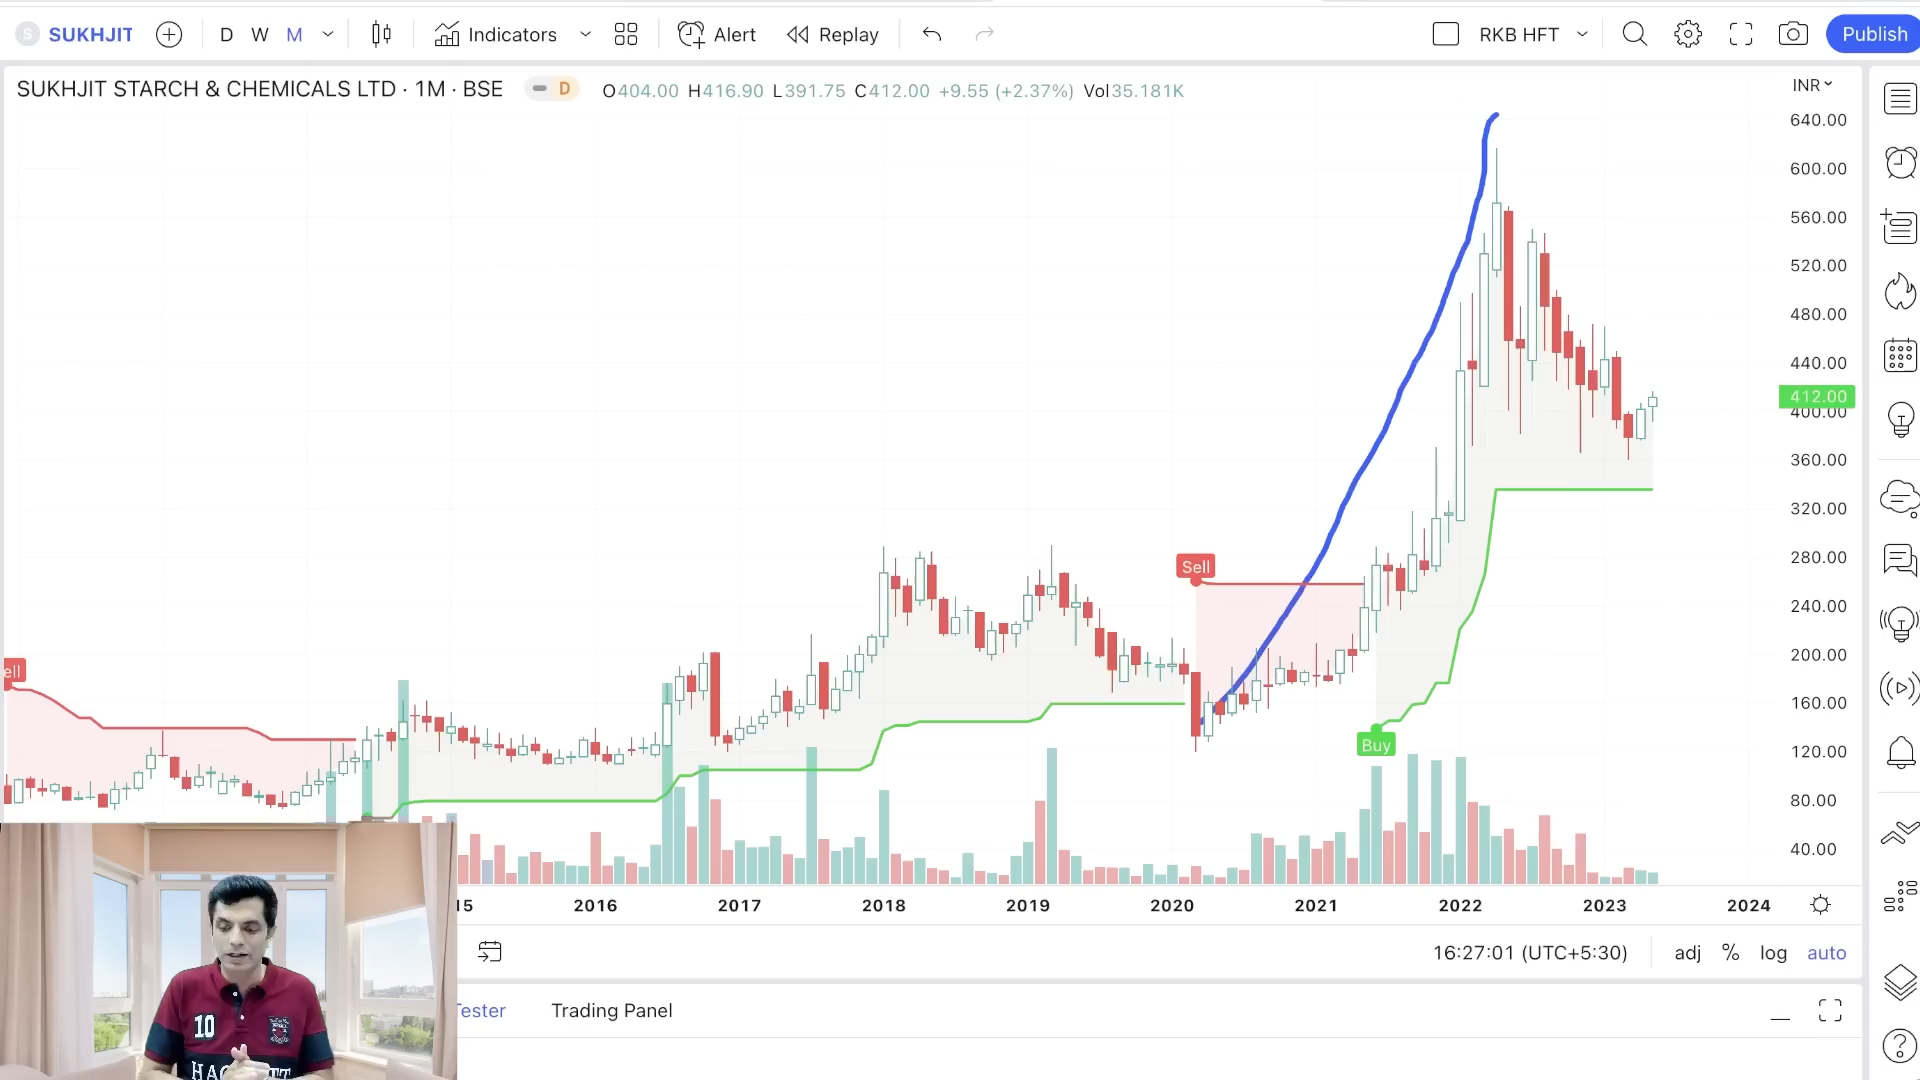 S SUKHJIT D W M Indicators Alert Replay RKB HFT Publish
SUKHJIT STARCH & CHEMICALS LTD · 1M · BSE D O404.00 H416.90 L391.75 C412.00 +9.55 (+2.37%) Vol35.181K
INR
640.00
600.00
560.00
520.00
480.00
440.00
412.00
400.00
360.00
320.00
280.00
240.00
200.00
160.00
120.00
80.00
40.00
Sell
ell
Buy
15 2016 2017 2018 2019 2020 2021 2022 2023 2024
16:27:01 (UTC+5:30) adj % log auto
Tester Trading Panel
10